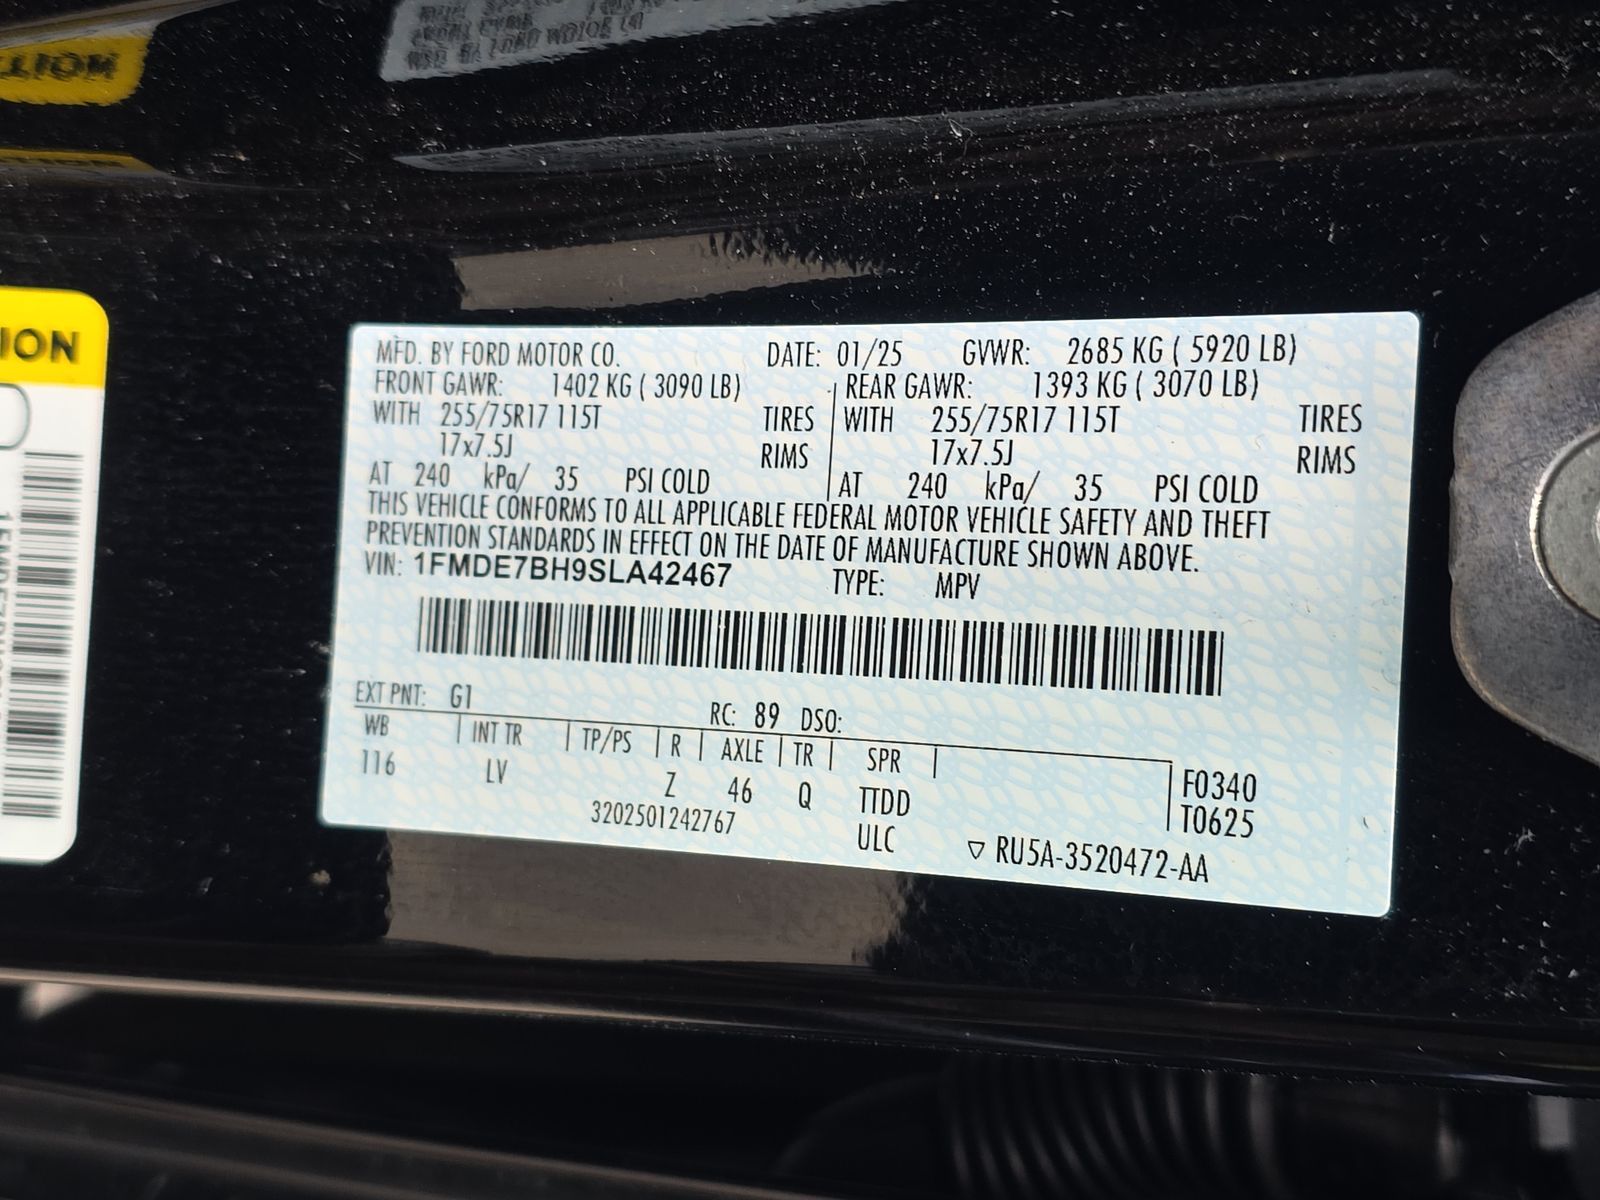 ION
MFD. BY FORD MOTOR CO. DATE: 01/25 GVWR: 2685 KG ( 5920 LB)
FRONT GAWR: 1402 KG ( 3090 LB) REAR GAWR: 1393 KG ( 3070 LB)
WITH 255/75R17 115T TIRES WITH 255/75R17 115T TIRES
17x7.5J RIMS 17x7.5J RIMS
AT 240 kPa/ 35 PSI COLD AT 240 kPa/ 35 PSI COLD
THIS VEHICLE CONFORMS TO ALL APPLICABLE FEDERAL MOTOR VEHICLE SAFETY AND THEFT
PREVENTION STANDARDS IN EFFECT ON THE DATE OF MANUFACTURE SHOWN ABOVE.
VIN: 1FMDE7BH9SLA42467 TYPE: MPV
EXT PNT: G1 RC: 89 DSO:
WB INT TR TP/PS R AXLE TR SPR
116 LV Z 46 Q TTDD F0340
3202501242767 ULC T0625
▽ RU5A-3520472-AA